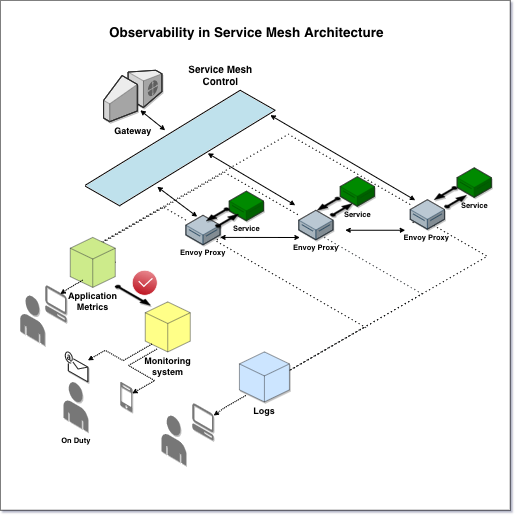 Observability in Service Mesh Architecture
Service Mesh
Control
Gateway
Service
Envoy Proxy
Service
Envoy Proxy
Service
Envoy Proxy
Application
Metrics
Monitoring
system
@
On Duty
Logs